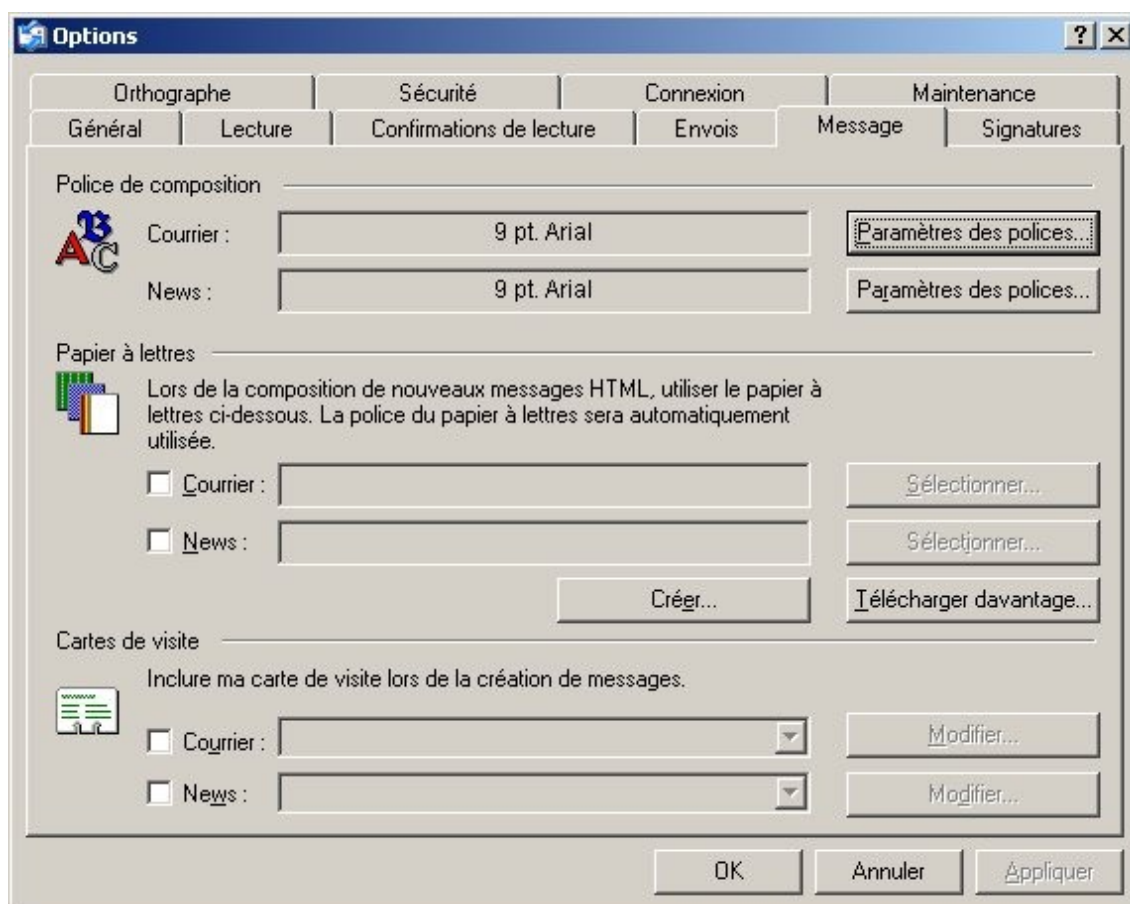 Options
Orthographe Sécurité Connexion Maintenance
Général Lecture Confirmations de lecture Envois Message Signatures
Police de composition
Courrier : 9 pt. Arial Paramètres des polices...
News : 9 pt. Arial Paramètres des polices...
Papier à lettres
Lors de la composition de nouveaux messages HTML, utiliser le papier à
lettres ci-dessous. La police du papier à lettres sera automatiquement
utilisée.
Courrier : Sélectionner...
News : Sélectionner...
Créer... Télécharger davantage...
Cartes de visite
Inclure ma carte de visite lors de la création de messages.
Courrier : Modifier...
News : Modifier...
OK Annuler Appliquer